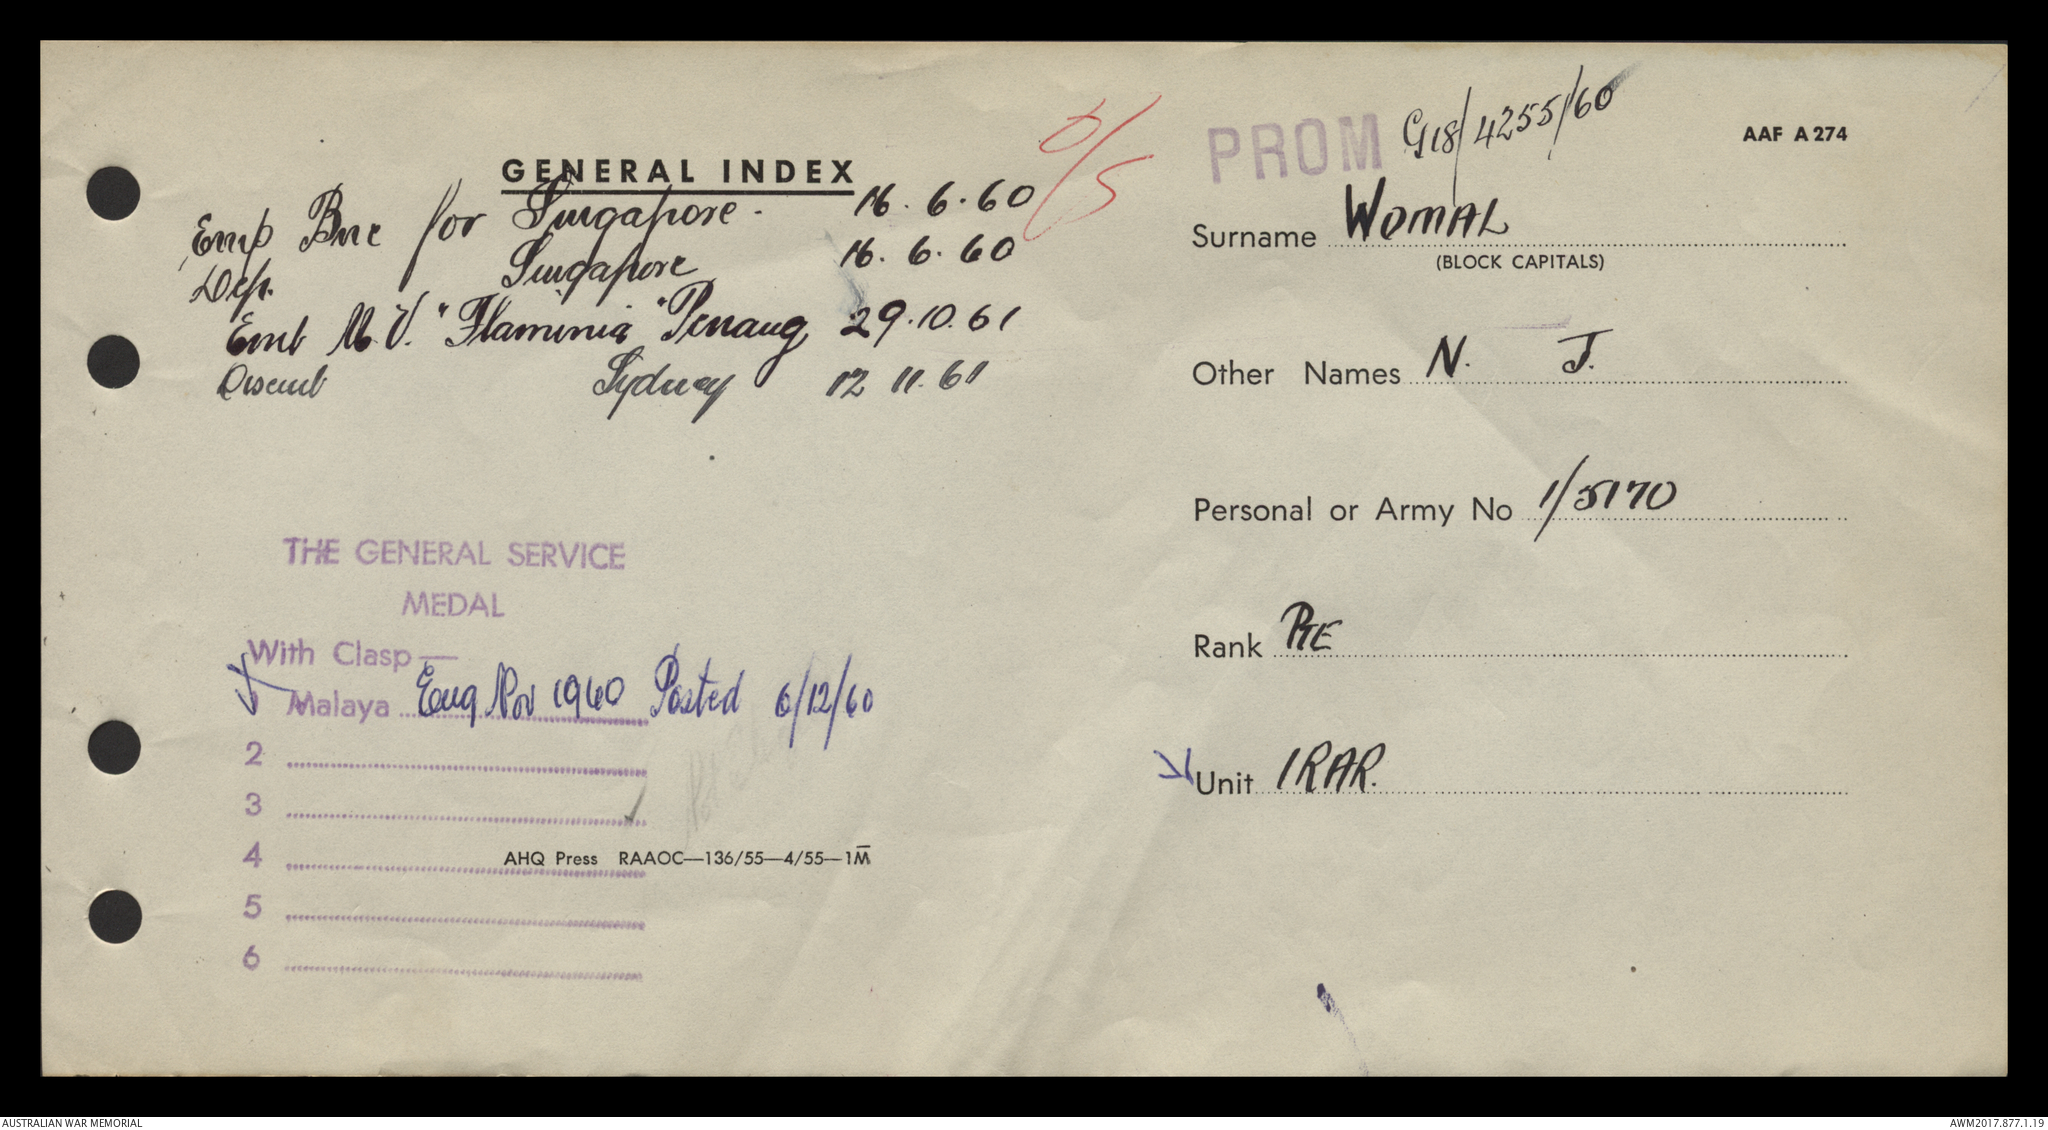 GENERAL INDEX
Emp Bne for Singapore. 16.6.60
Dep. Singapore 16.6.60
Emb M.V. "Flaminia" Penang 29.10.61
Disemb Sydney 12 11.61
THE GENERAL SERVICE
MEDAL
With Clasp—
Malaya Eng Nov 1960 Posted 6/12/60
2
3
4
5
6
AHQ Press RAAOC—136/55—4/55—1M
PROM G18/4255/60
AAF A 274
Surname WOMAL
(BLOCK CAPITALS)
Other Names N. J.
Personal or Army No 1/5170
Rank PTE
Unit 1RAR.
AUSTRALIAN WAR MEMORIAL
AWM2017.877.1.19